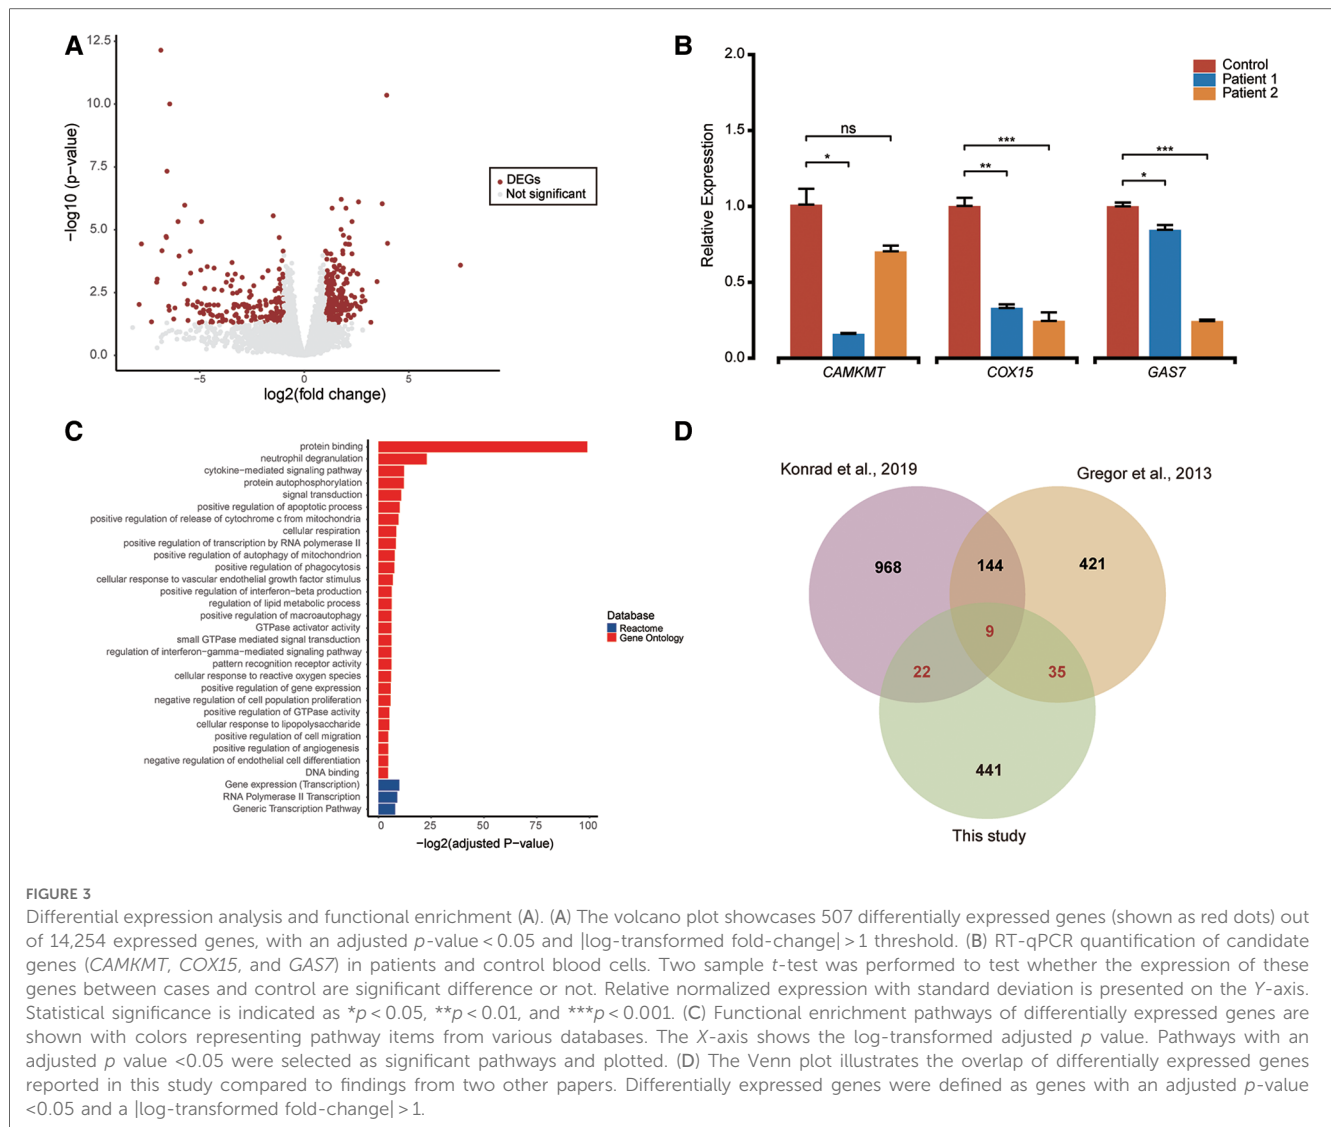 A
12.5
10.0
7.5
5.0
2.5
0.0
−log10 (p−value)
−5
0
5
log2(fold change)
DEGs
Not significant
B
2.0
1.5
1.0
0.5
0.0
Relative Expresstion
Control
Patient 1
Patient 2
ns
*
***
**
***
*
CAMKMT
COX15
GAS7
C
protein binding
neutrophil degranulation
cytokine−mediated signaling pathway
protein autophosphorylation
signal transduction
positive regulation of apoptotic process
positive regulation of release of cytochrome c from mitochondria
cellular respiration
positive regulation of transcription by RNA polymerase II
positive regulation of autophagy of mitochondrion
positive regulation of phagocytosis
cellular response to vascular endothelial growth factor stimulus
positive regulation of interferon−beta production
regulation of lipid metabolic process
positive regulation of macroautophagy
GTPase activator activity
small GTPase mediated signal transduction
regulation of interferon−gamma−mediated signaling pathway
pattern recognition receptor activity
cellular response to reactive oxygen species
positive regulation of gene expression
negative regulation of cell population proliferation
positive regulation of GTPase activity
cellular response to lipopolysaccharide
positive regulation of cell migration
positive regulation of angiogenesis
negative regulation of endothelial cell differentiation
DNA binding
Gene expression (Transcription)
RNA Polymerase II Transcription
Generic Transcription Pathway
0
25
50
75
100
−log2(adjusted P−value)
Database
Reactome
Gene Ontology
D
Konrad et al., 2019
Gregor et al., 2013
968
144
421
9
22
35
441
This study
FIGURE 3
Differential expression analysis and functional enrichment (A). (A) The volcano plot showcases 507 differentially expressed genes (shown as red dots) out
of 14,254 expressed genes, with an adjusted p-value < 0.05 and |log-transformed fold-change| > 1 threshold. (B) RT-qPCR quantification of candidate
genes (CAMKMT, COX15, and GAS7) in patients and control blood cells. Two sample t-test was performed to test whether the expression of these
genes between cases and control are significant difference or not. Relative normalized expression with standard deviation is presented on the Y-axis.
Statistical significance is indicated as *p < 0.05, **p < 0.01, and ***p < 0.001. (C) Functional enrichment pathways of differentially expressed genes are
shown with colors representing pathway items from various databases. The X-axis shows the log-transformed adjusted p value. Pathways with an
adjusted p value <0.05 were selected as significant pathways and plotted. (D) The Venn plot illustrates the overlap of differentially expressed genes
reported in this study compared to findings from two other papers. Differentially expressed genes were defined as genes with an adjusted p-value
<0.05 and a |log-transformed fold-change| > 1.